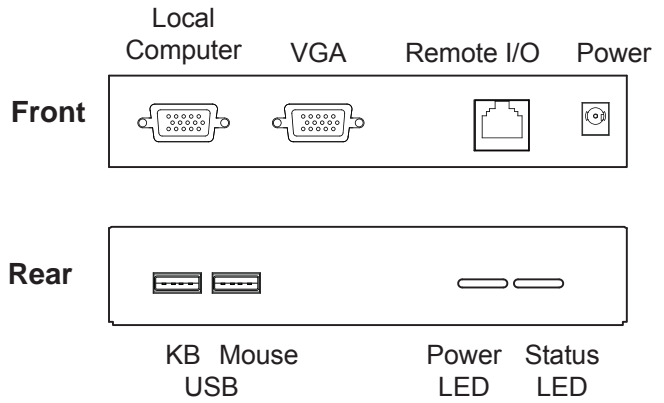 Local
Computer VGA Remote I/O Power
Front
Rear
KB Mouse Power Status
USB LED LED